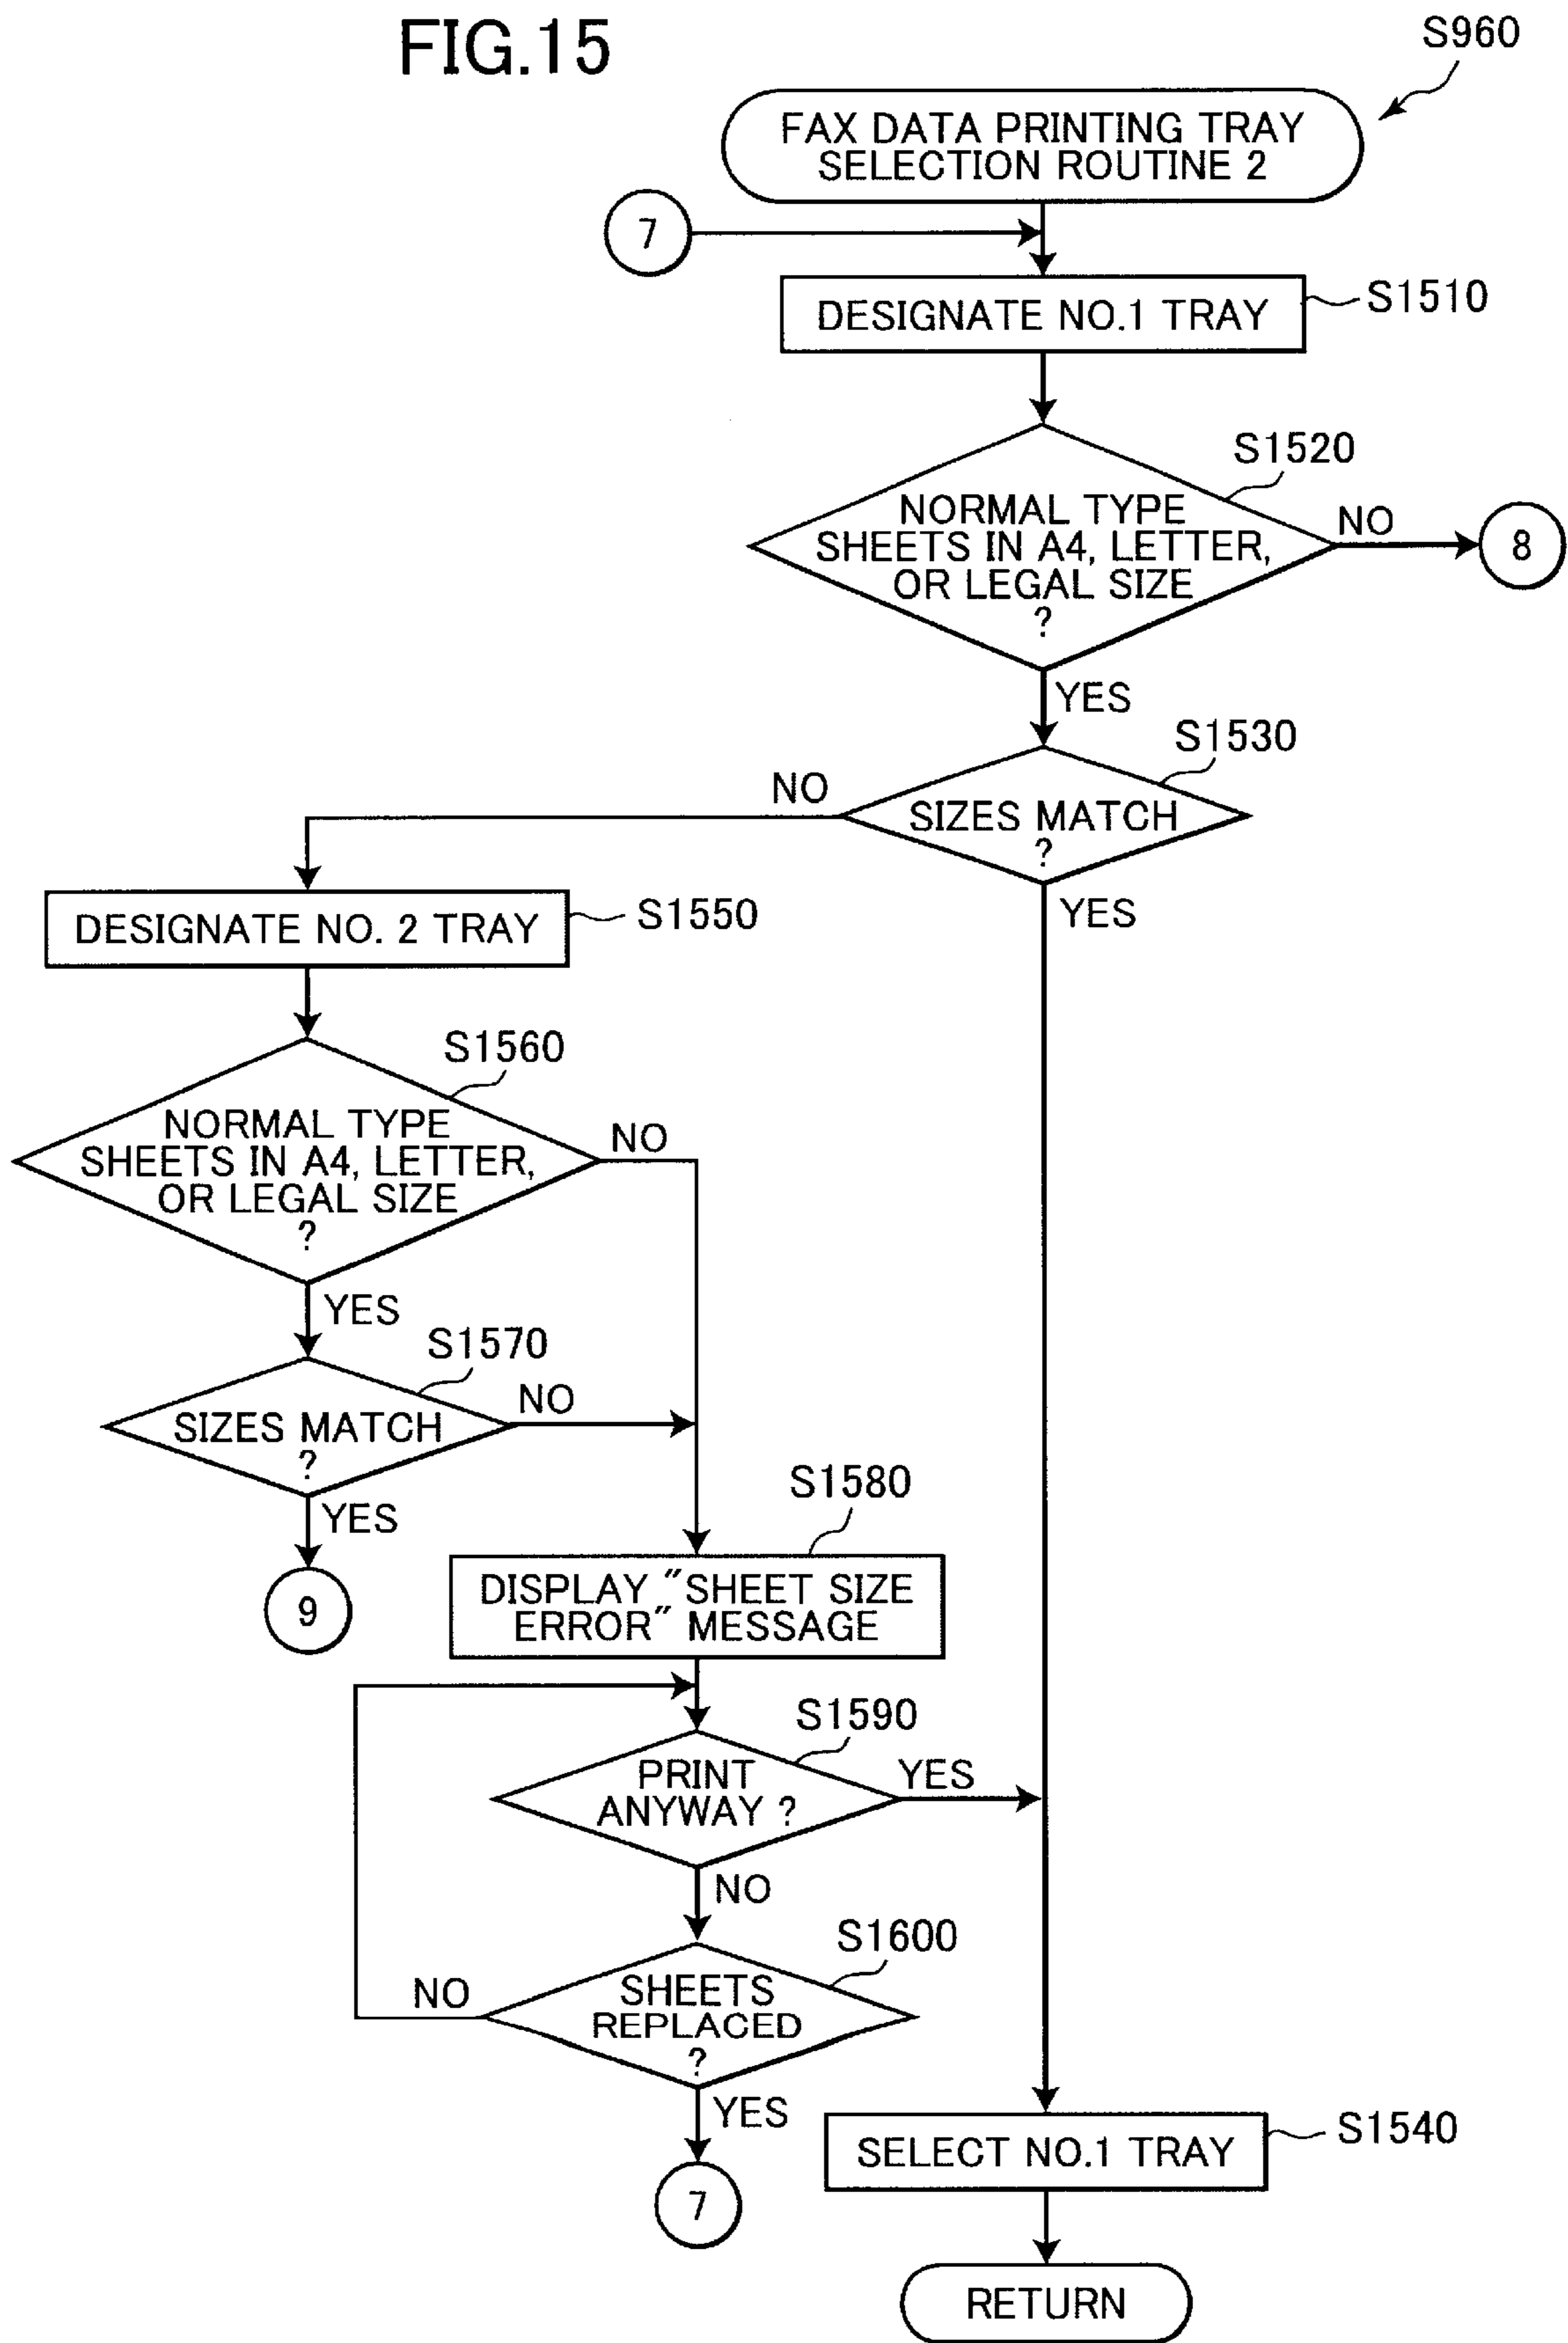 FIG.15
S960
FAX DATA PRINTING TRAY
SELECTION ROUTINE 2
7
DESIGNATE NO.1 TRAY
S1510
S1520
NORMAL TYPE
SHEETS IN A4, LETTER,
OR LEGAL SIZE
?
NO
8
YES
S1530
NO
SIZES MATCH
?
YES
DESIGNATE NO. 2 TRAY
S1550
S1560
NORMAL TYPE
SHEETS IN A4, LETTER,
OR LEGAL SIZE
?
NO
YES
S1570
SIZES MATCH
?
NO
YES
9
S1580
DISPLAY "SHEET SIZE
ERROR" MESSAGE
S1590
PRINT
ANYWAY ?
YES
NO
S1600
SHEETS
REPLACED
?
NO
YES
7
SELECT NO.1 TRAY
S1540
RETURN